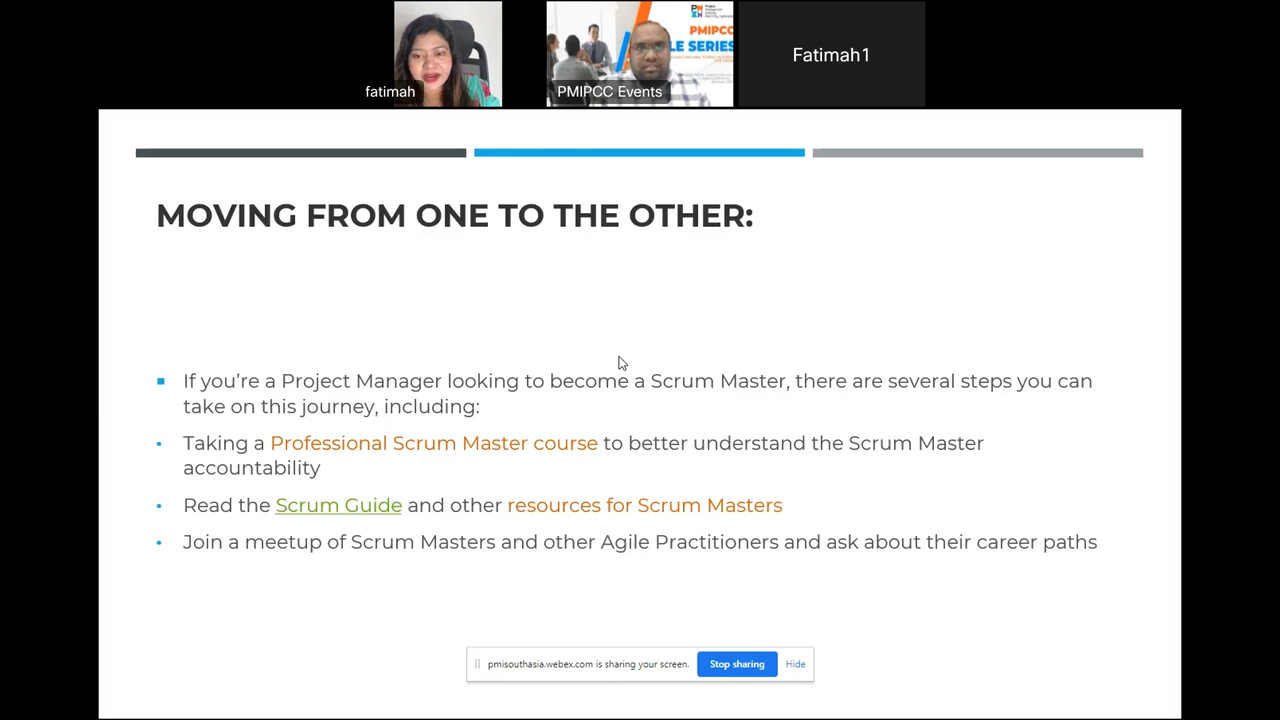 Project
Management
Institute
PMIPCC
LE SERIES
fatimah
PMIPCC Events
Fatimah1
MOVING FROM ONE TO THE OTHER:
If you’re a Project Manager looking to become a Scrum Master, there are several steps you can
take on this journey, including:
Taking a Professional Scrum Master course to better understand the Scrum Master
accountability
Read the Scrum Guide and other resources for Scrum Masters
Join a meetup of Scrum Masters and other Agile Practitioners and ask about their career paths
pmisouthasia.webex.com is sharing your screen.
Stop sharing
Hide